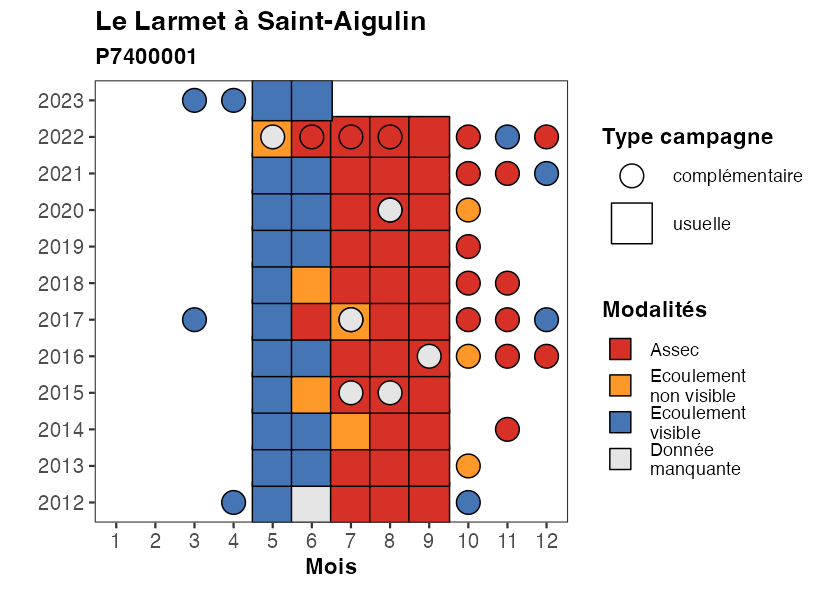 Le Larmet à Saint-Aigulin
P7400001
2023
2022
2021
2020
2019
2018
2017
2016
2015
2014
2013
2012
1 2 3 4 5 6 7 8 9 10 11 12
Mois
Type campagne
complémentaire
usuelle
Modalités
Assec
Ecoulement
non visible
Ecoulement
visible
Donnée
manquante